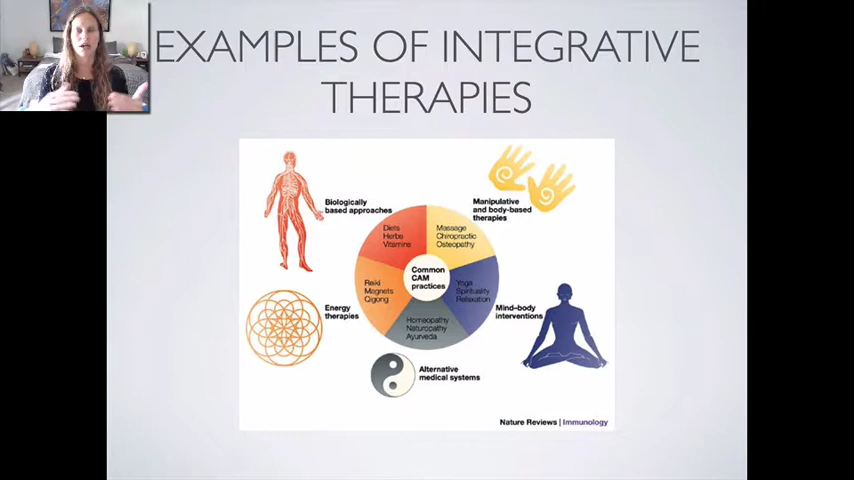 EXAMPLES OF INTEGRATIVE
THERAPIES
Biologically
based approaches
Manipulative
and body-based
therapies
Diets
Herbs
Vitamins
Massage
Chiropractic
Osteopathy
Common
CAM
practices
Reiki
Magnets
Qigong
Yoga
Spirituality
Relaxation
Energy
therapies
Mind–body
interventions
Homeopathy
Naturopathy
Ayurveda
Alternative
medical systems
Nature Reviews | Immunology